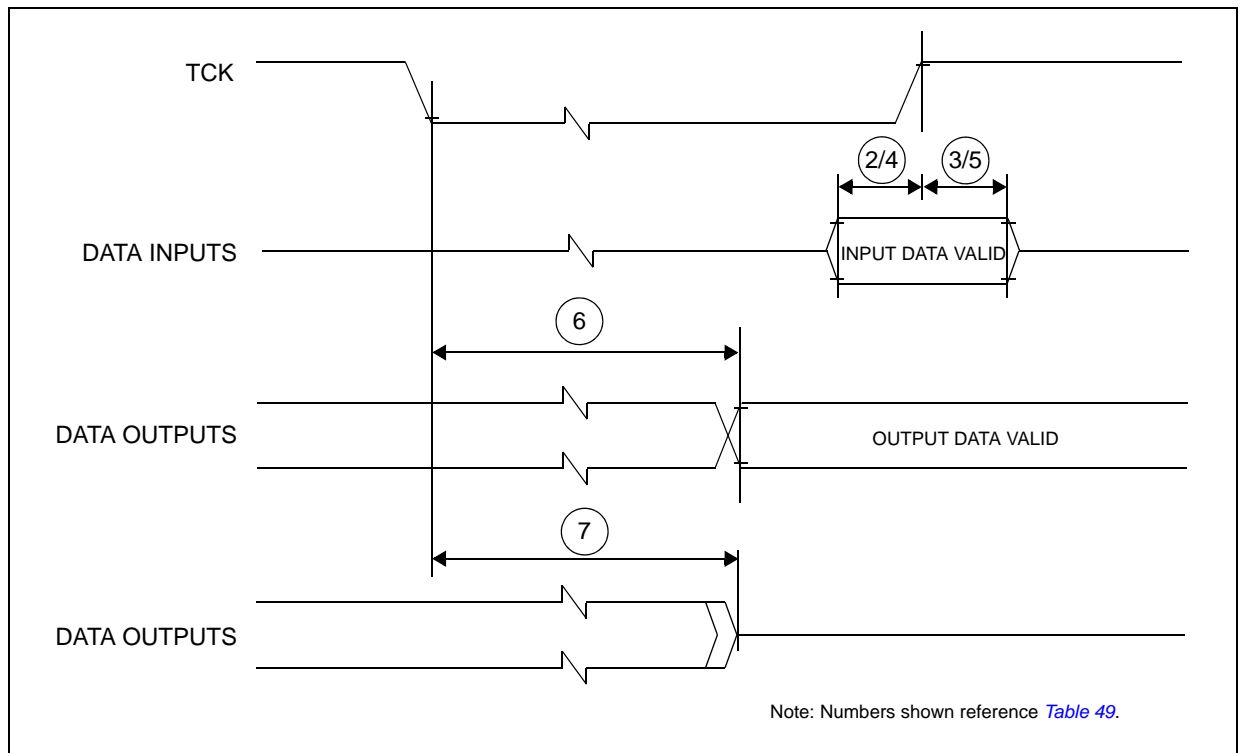 TCK
2/4
3/5
DATA INPUTS
INPUT DATA VALID
6
DATA OUTPUTS
OUTPUT DATA VALID
7
DATA OUTPUTS
Note: Numbers shown reference Table 49.